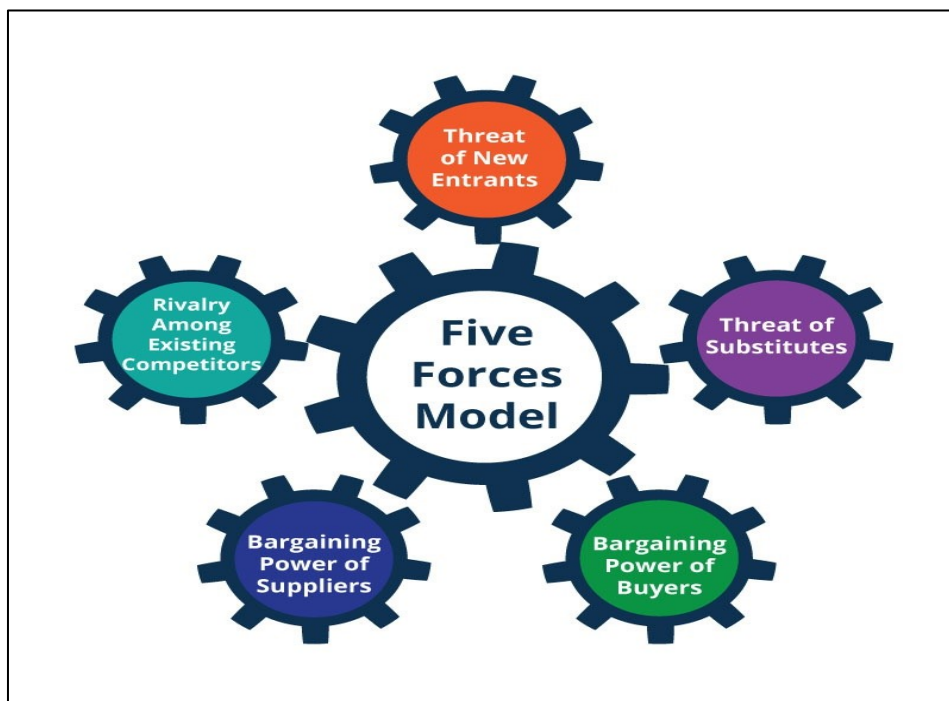 Threat
of New
Entrants
Rivalry
Among
Existing
Competitors
Five
Forces
Model
Threat of
Substitutes
Bargaining
Power of
Suppliers
Bargaining
Power of
Buyers